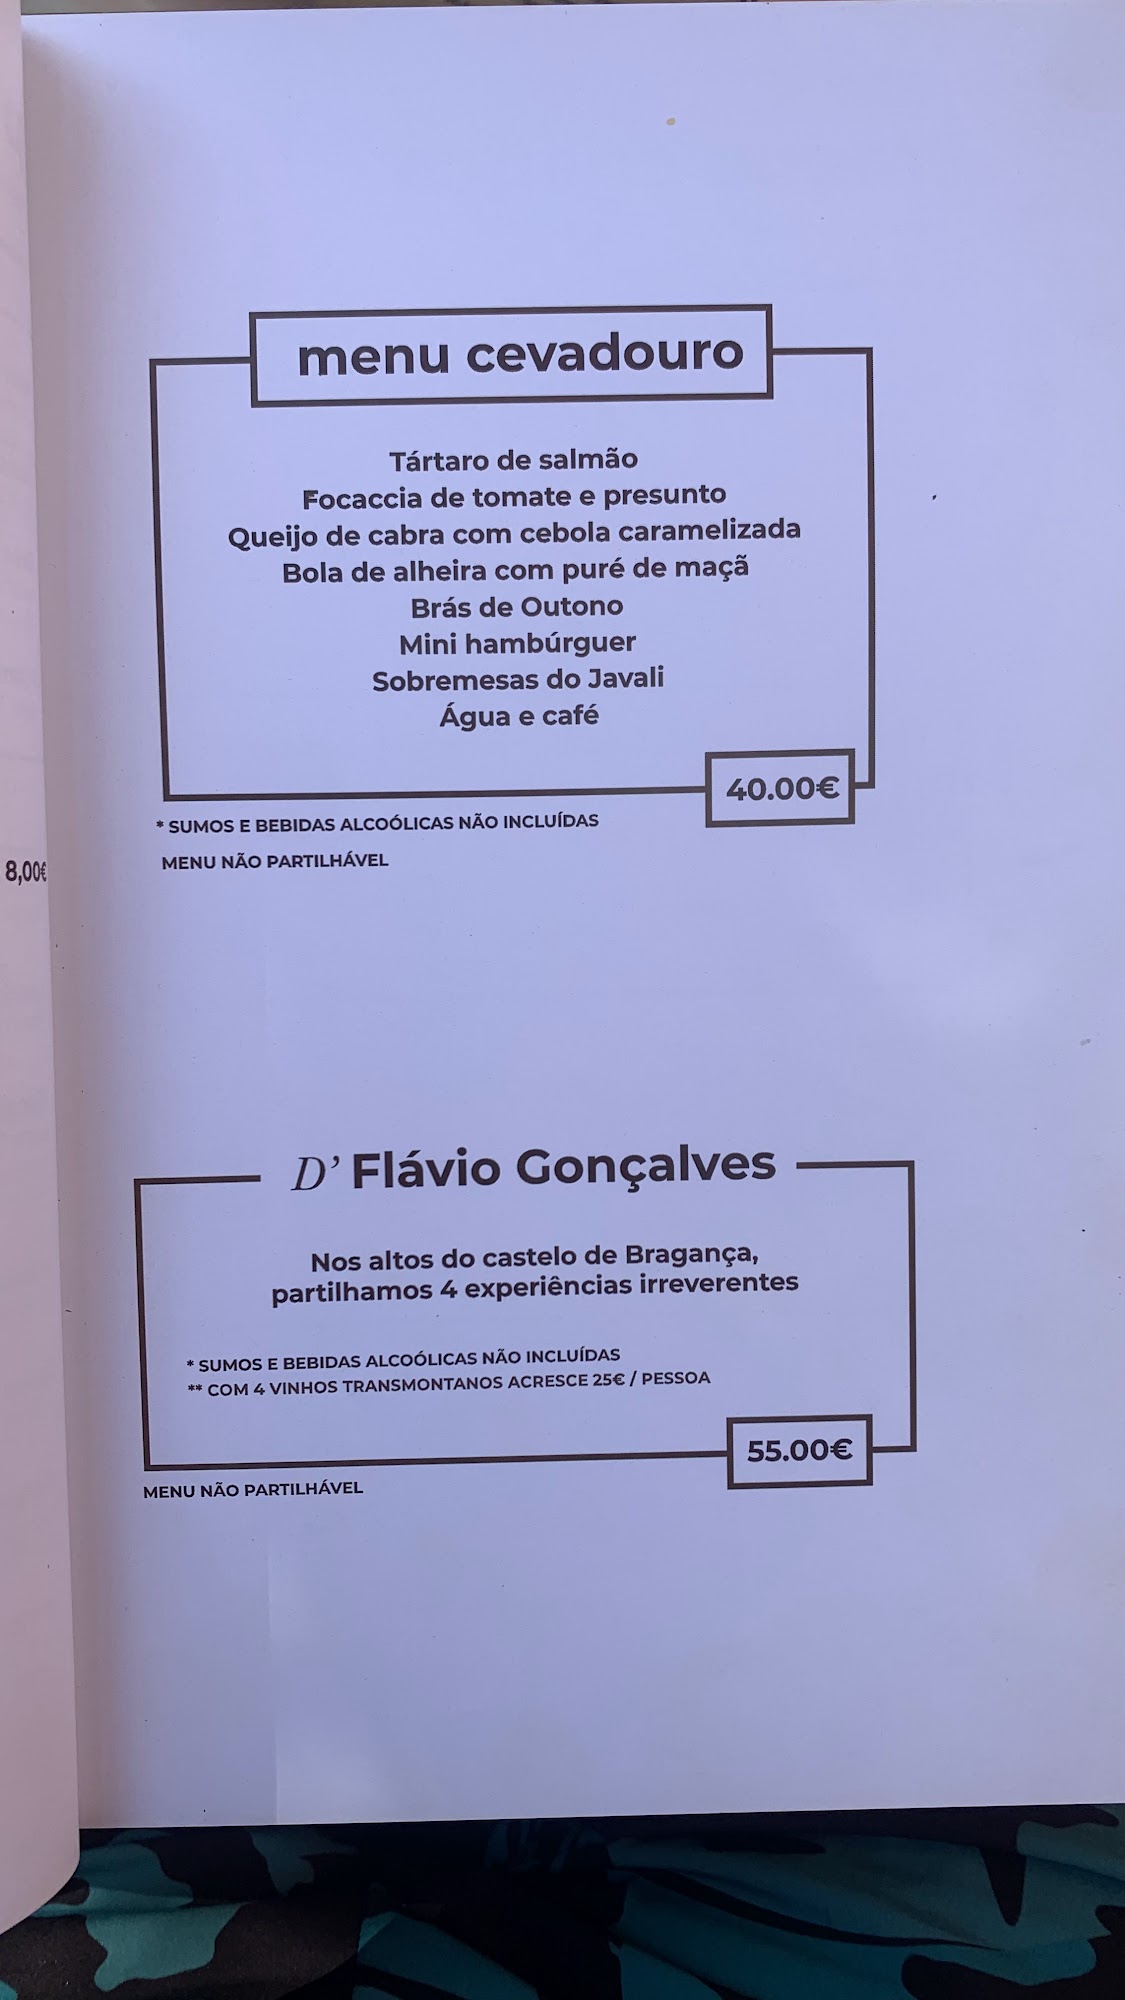 menu cevadouro
Tártaro de salmão
Focaccia de tomate e presunto
Queijo de cabra com cebola caramelizada
Bola de alheira com puré de maçã
Brás de Outono
Mini hambúrguer
Sobremesas do Javali
Água e café
40.00€
* SUMOS E BEBIDAS ALCOÓLICAS NÃO INCLUÍDAS
MENU NÃO PARTILHÁVEL
8,00€
D’ Flávio Gonçalves
Nos altos do castelo de Bragança,
partilhamos 4 experiências irreverentes
* SUMOS E BEBIDAS ALCOÓLICAS NÃO INCLUÍDAS
** COM 4 VINHOS TRANSMONTANOS ACRESCE 25€ / PESSOA
55.00€
MENU NÃO PARTILHÁVEL